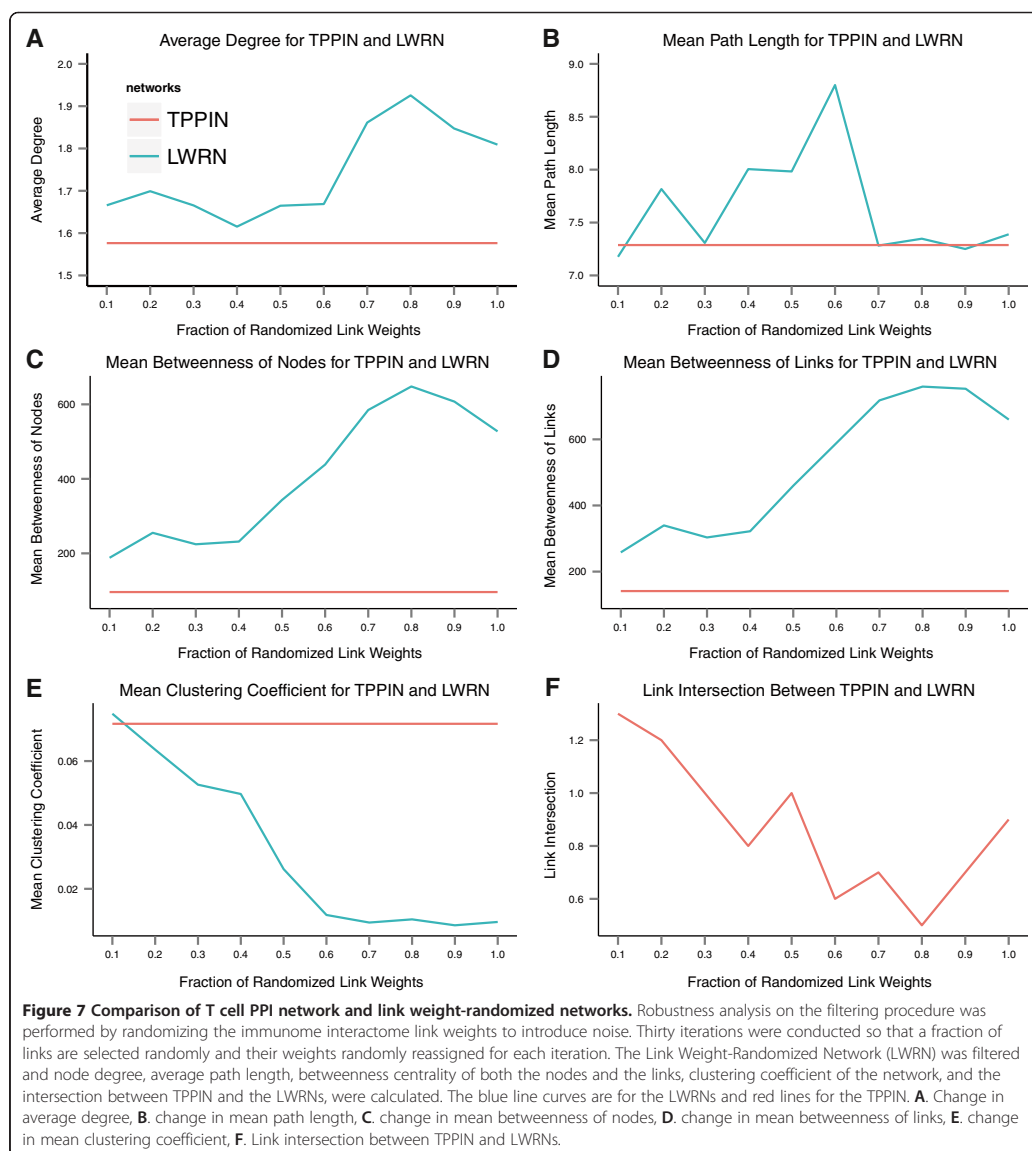 A
Average Degree for TPPIN and LWRN
2.0
1.9
1.8
1.7
1.6
1.5
Average Degree
networks
TPPIN
LWRN
0.1 0.2 0.3 0.4 0.5 0.6 0.7 0.8 0.9 1.0
Fraction of Randomized Link Weights
B
Mean Path Length for TPPIN and LWRN
9.0
8.5
8.0
7.5
7.0
Mean Path Length
0.1 0.2 0.3 0.4 0.5 0.6 0.7 0.8 0.9 1.0
Fraction of Randomized Link Weights
C
Mean Betweenness of Nodes for TPPIN and LWRN
600
400
200
Mean Betweenness of Nodes
0.1 0.2 0.3 0.4 0.5 0.6 0.7 0.8 0.9 1.0
Fraction of Randomized Link Weights
D
Mean Betweenness of Links for TPPIN and LWRN
600
400
200
Mean Betweenness of Links
0.1 0.2 0.3 0.4 0.5 0.6 0.7 0.8 0.9 1.0
Fraction of Randomized Link Weights
E
Mean Clustering Coefficient for TPPIN and LWRN
0.06
0.04
0.02
Mean Clustering Coefficient
0.1 0.2 0.3 0.4 0.5 0.6 0.7 0.8 0.9 1.0
Fraction of Randomized Link Weights
F
Link Intersection Between TPPIN and LWRN
1.2
1.0
0.8
0.6
Link Intersection
0.1 0.2 0.3 0.4 0.5 0.6 0.7 0.8 0.9 1.0
Fraction of Randomized Link Weights
Figure 7 Comparison of T cell PPI network and link weight-randomized networks. Robustness analysis on the filtering procedure was
performed by randomizing the immunome interactome link weights to introduce noise. Thirty iterations were conducted so that a fraction of
links are selected randomly and their weights randomly reassigned for each iteration. The Link Weight-Randomized Network (LWRN) was filtered
and node degree, average path length, betweenness centrality of both the nodes and the links, clustering coefficient of the network, and the
intersection between TPPIN and the LWRNs, were calculated. The blue line curves are for the LWRNs and red lines for the TPPIN. A. Change in
average degree, B. change in mean path length, C. change in mean betweenness of nodes, D. change in mean betweenness of links, E. change
in mean clustering coefficient, F. Link intersection between TPPIN and LWRNs.